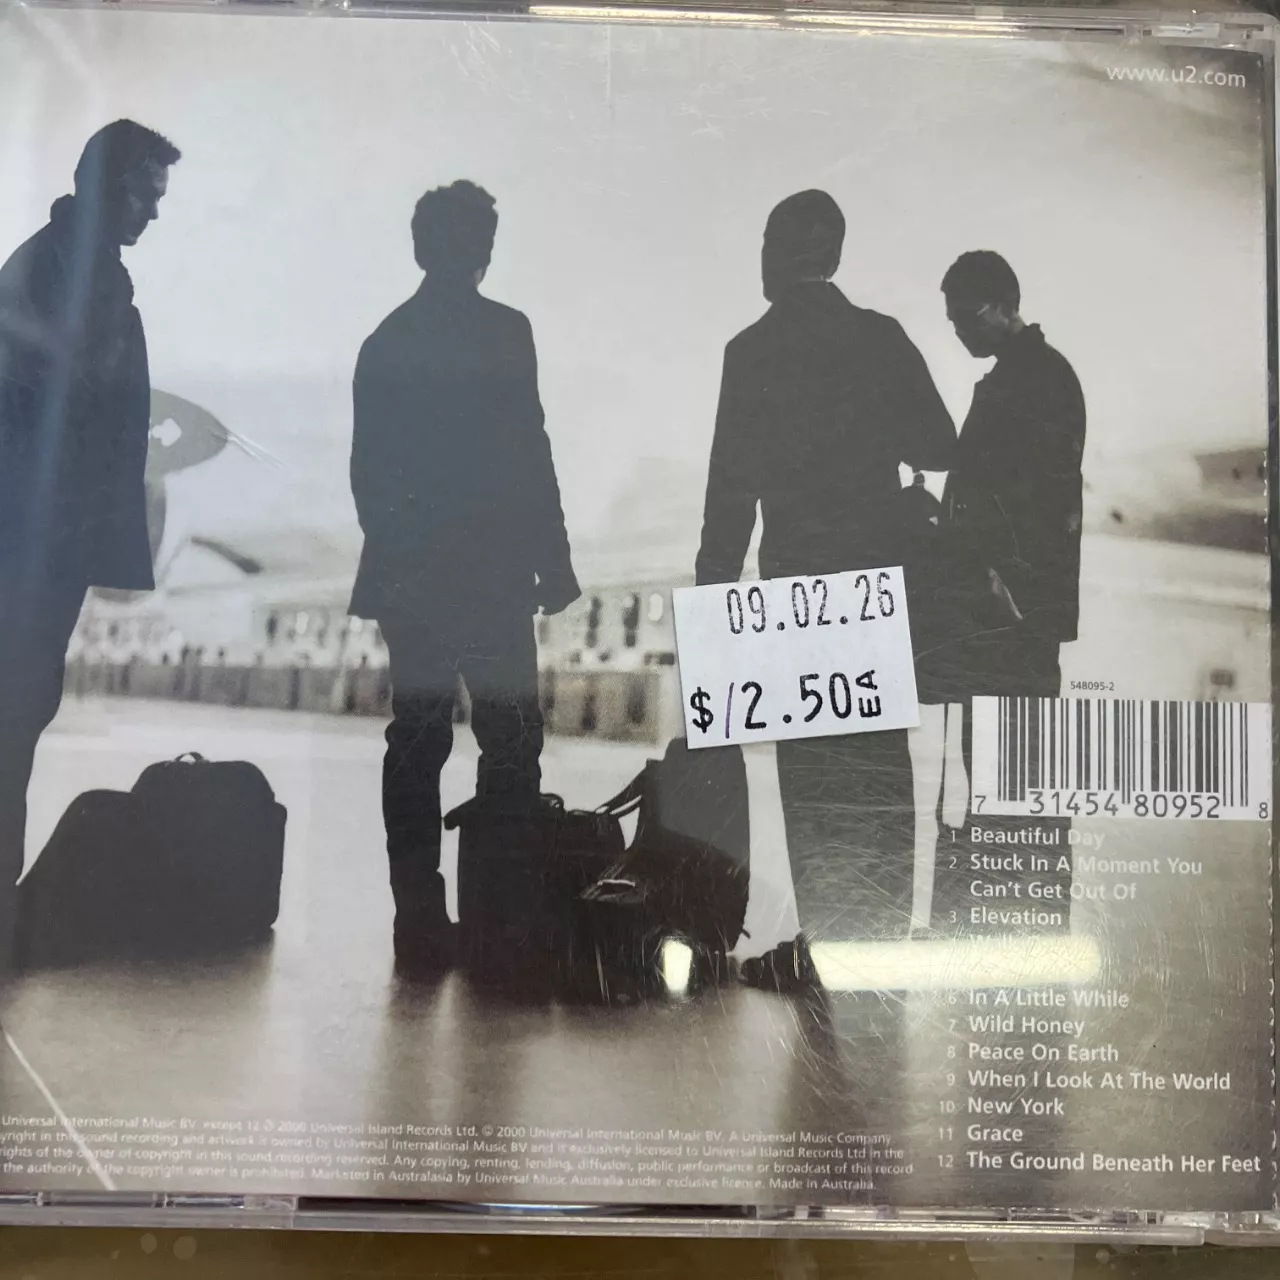 www.u2.com
09.02.26
$/2.50 EA
548095-2
7 31454 80952 8
1 Beautiful Day
2 Stuck In A Moment You
Can't Get Out Of
3 Elevation
6 In A Little While
7 Wild Honey
8 Peace On Earth
9 When I Look At The World
10 New York
11 Grace
12 The Ground Beneath Her Feet
Universal International Music BV. except 12 ℗ 2000 Universal Island Records Ltd. © 2000 Universal International Music BV. A Universal Music Company
yright in this sound recording and artwork is owned by Universal International Music BV and is exclusively licensed to Universal Island Records Ltd in the
rights of the owner of copyright in this sound recording reserved. Any copying, renting, lending, diffusion, public performance or broadcast of this record
the authority of the copyright owner is prohibited. Marketed in Australasia by Universal Music Australia under exclusive licence. Made in Australia.